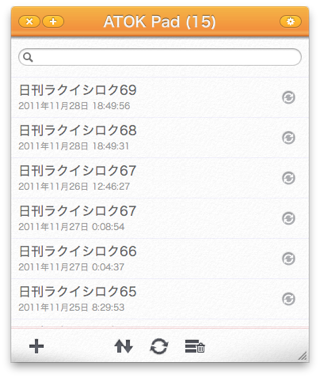 ATOK Pad (15)
日刊ラクイシロク69
2011年11月28日 18:49:56
日刊ラクイシロク68
2011年11月28日 18:49:31
日刊ラクイシロク67
2011年11月26日 12:46:27
日刊ラクイシロク67
2011年11月27日 0:08:54
日刊ラクイシロク66
2011年11月27日 0:04:37
日刊ラクイシロク65
2011年11月25日 8:29:53